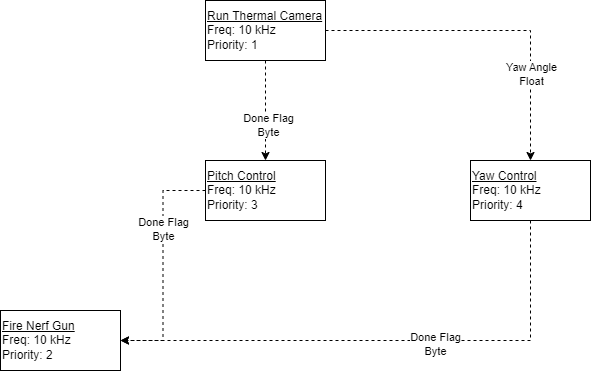 Run Thermal Camera
Freq: 10 kHz
Priority: 1
Yaw Angle
Float
Done Flag
Byte
Pitch Control
Freq: 10 kHz
Priority: 3
Yaw Control
Freq: 10 kHz
Priority: 4
Done Flag
Byte
Fire Nerf Gun
Freq: 10 kHz
Priority: 2
Done Flag
Byte